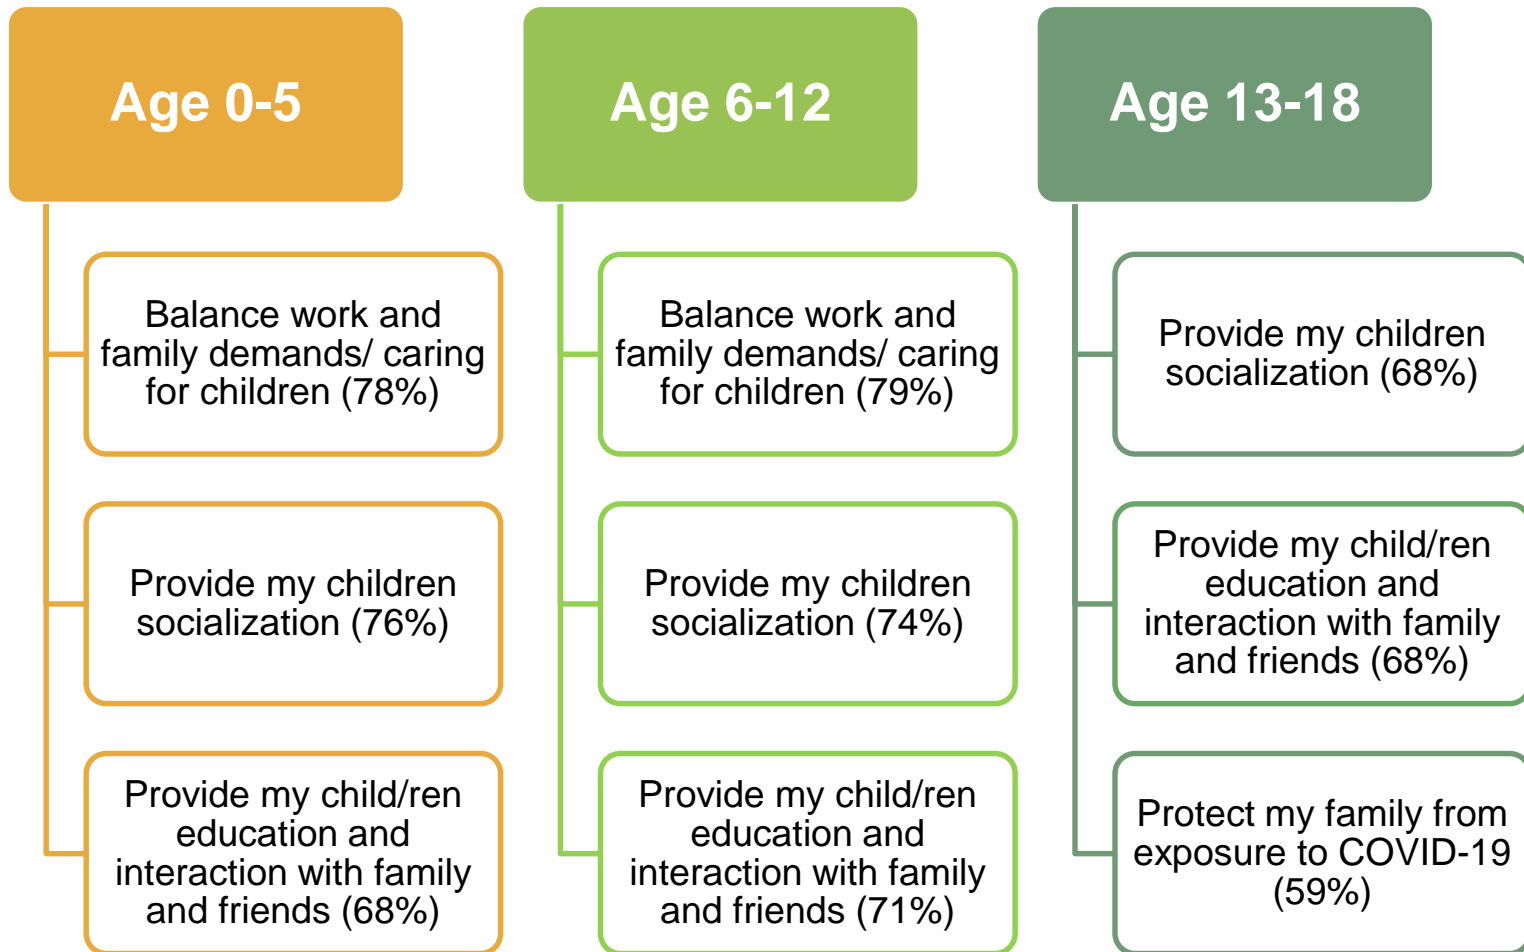 Age 0-5
Balance work and
family demands/ caring
for children (78%)
Provide my children
socialization (76%)
Provide my child/ren
education and
interaction with family
and friends (68%)
Age 6-12
Balance work and
family demands/ caring
for children (79%)
Provide my children
socialization (74%)
Provide my child/ren
education and
interaction with family
and friends (71%)
Age 13-18
Provide my children
socialization (68%)
Provide my child/ren
education and
interaction with family
and friends (68%)
Protect my family from
exposure to COVID-19
(59%)